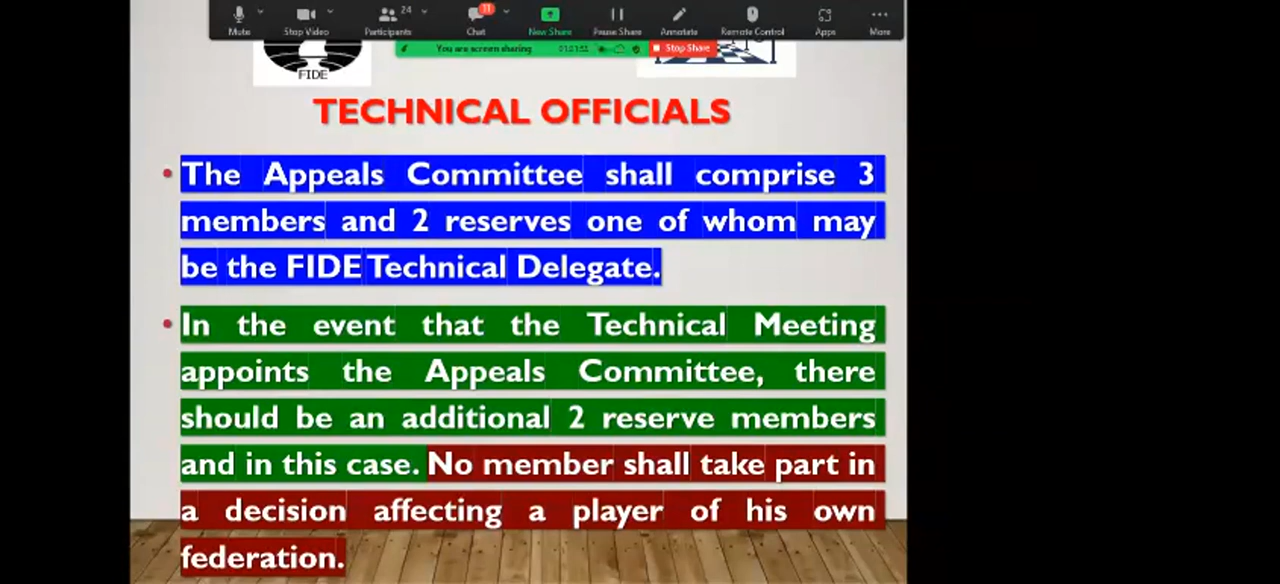 Mute
Stop Video
Participants
24
Chat
11
New Share
Pause Share
Annotate
Remote Control
Apps
More
You are screen sharing
Stop Share
FIDE
TECHNICAL OFFICIALS
• The Appeals Committee shall comprise 3
members and 2 reserves one of whom may
be the FIDE Technical Delegate.
• In the event that the Technical Meeting
appoints the Appeals Committee, there
should be an additional 2 reserve members
and in this case. No member shall take part in
a decision affecting a player of his own
federation.